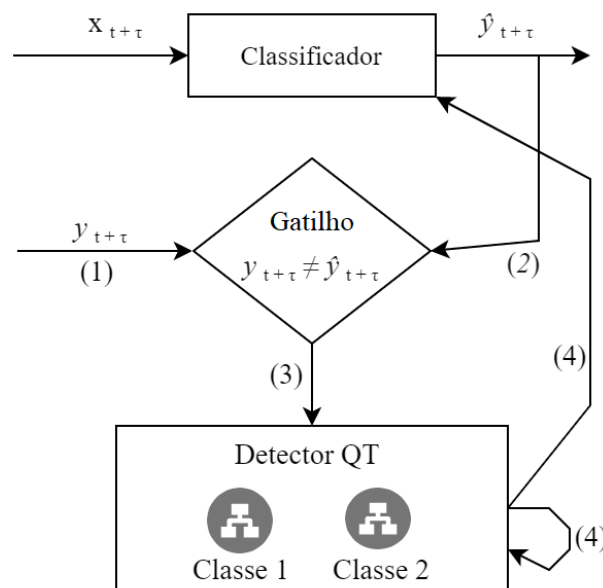 x t+τ
ŷ t+τ
Classificador
y t+τ
(1)
Gatilho
y t+τ ≠ ŷ t+τ
(2)
(3)
(4)
Detector QT
(4)
Classe 1
Classe 2